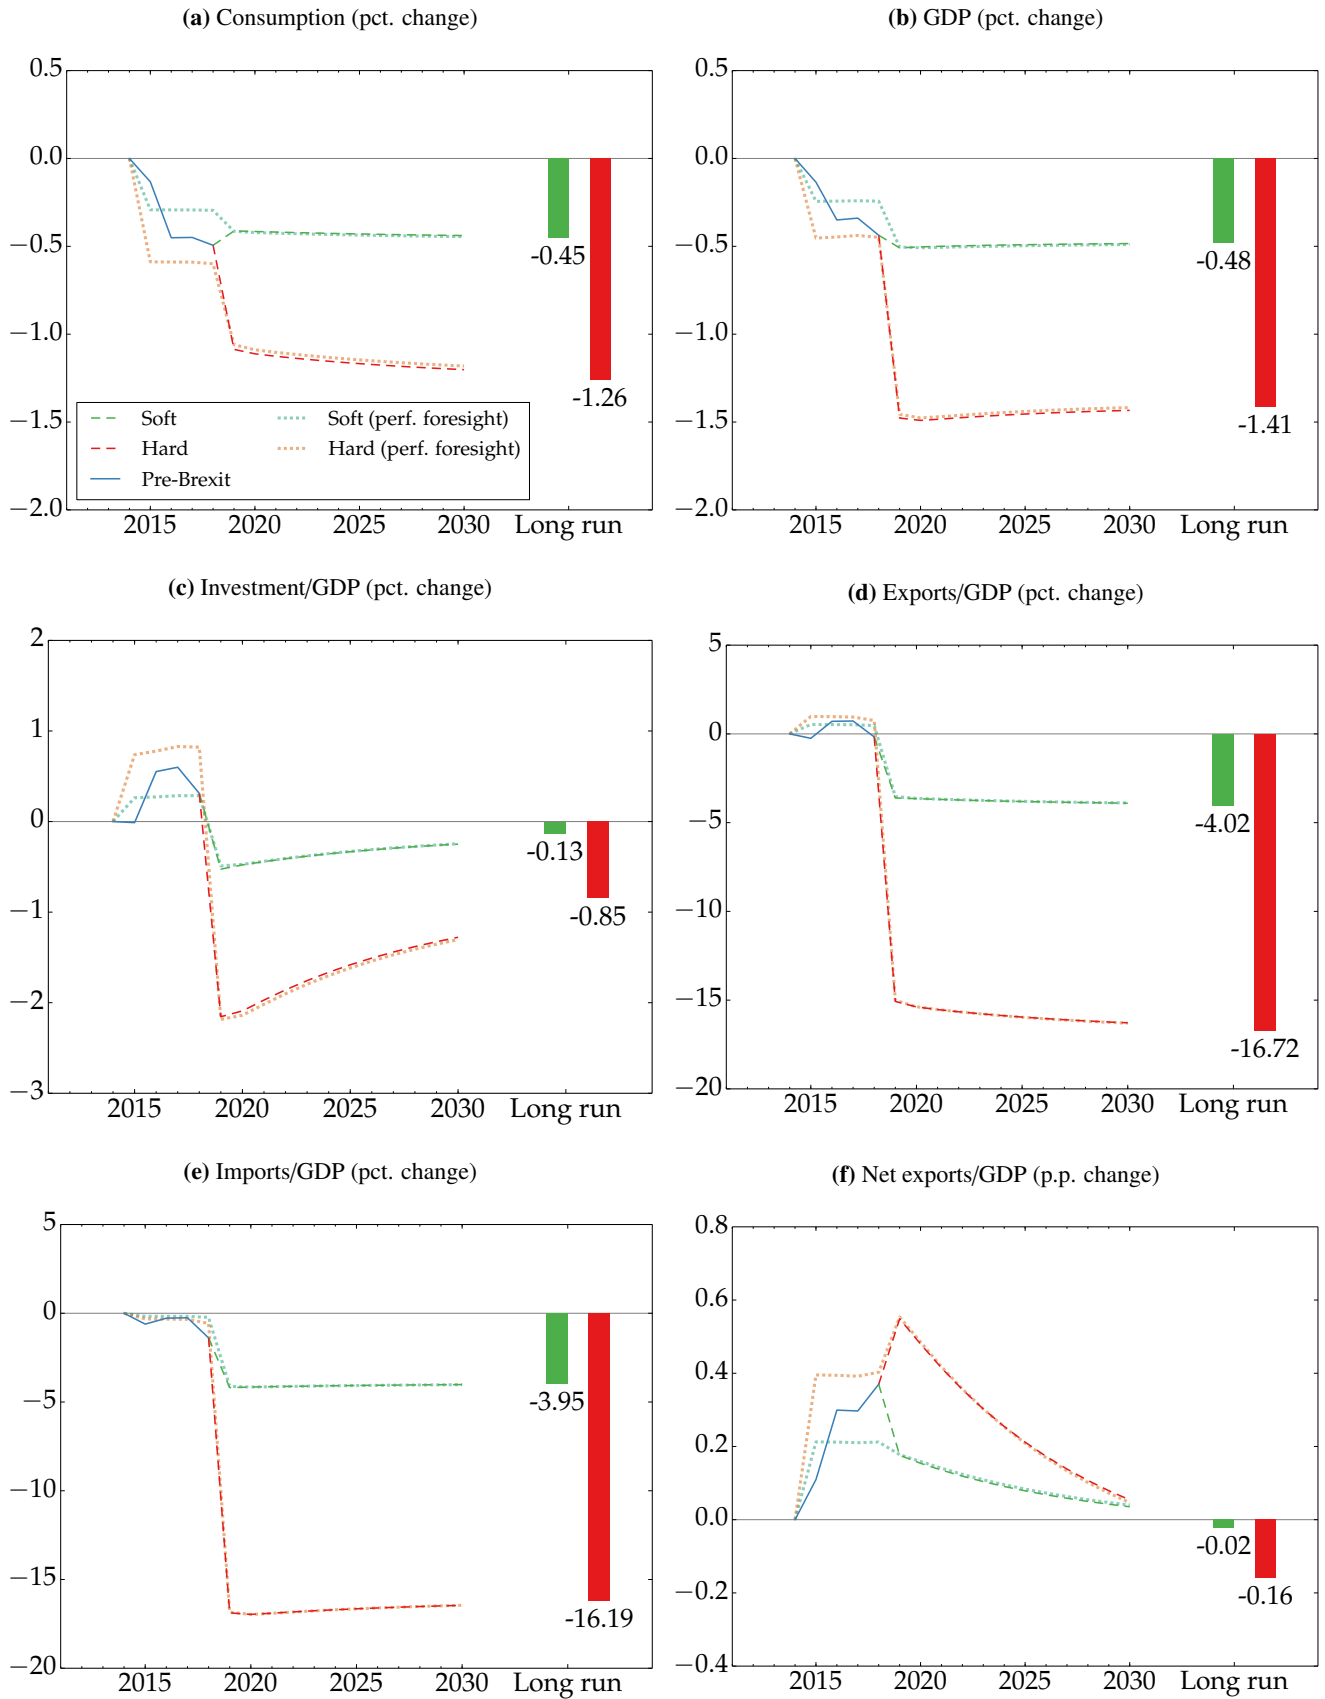 (a) Consumption (pct. change)
0.5
0.0
−0.5
−1.0
−1.5
−2.0
-0.45
-1.26
Soft
Hard
Pre-Brexit
Soft (perf. foresight)
Hard (perf. foresight)
2015 2020 2025 2030 Long run
(b) GDP (pct. change)
0.5
0.0
−0.5
−1.0
−1.5
−2.0
-0.48
-1.41
2015 2020 2025 2030 Long run
(c) Investment/GDP (pct. change)
2
1
0
−1
−2
−3
-0.13
-0.85
2015 2020 2025 2030 Long run
(d) Exports/GDP (pct. change)
5
0
−5
−10
−15
−20
-4.02
-16.72
2015 2020 2025 2030 Long run
(e) Imports/GDP (pct. change)
5
0
−5
−10
−15
−20
-3.95
-16.19
2015 2020 2025 2030 Long run
(f) Net exports/GDP (p.p. change)
0.8
0.6
0.4
0.2
0.0
−0.2
−0.4
-0.02
-0.16
2015 2020 2025 2030 Long run